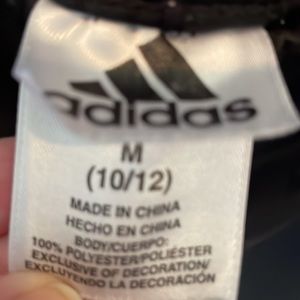 adidas
M
(10/12)
MADE IN CHINA
HECHO EN CHINA
BODY/CUERPO:
100% POLYESTER/POLIÉSTER
EXCLUSIVE OF DECORATION/
EXCLUYENDO LA DECORACIÓN